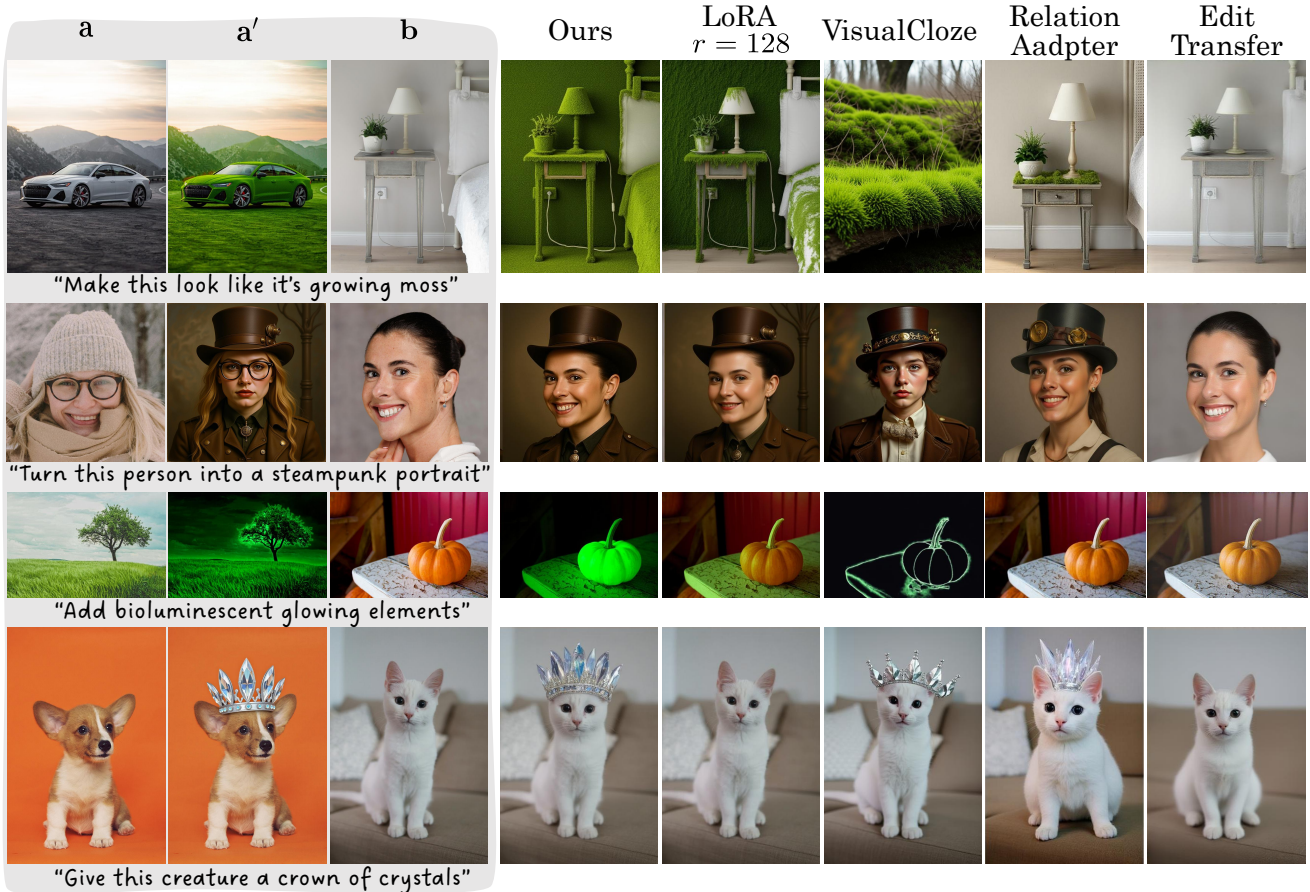 a a′ b Ours LoRA r = 128 VisualCloze Relation Aadpter Edit Transfer
“Make this look like it's growing moss”
“Turn this person into a steampunk portrait”
“Add bioluminescent glowing elements”
“Give this creature a crown of crystals”